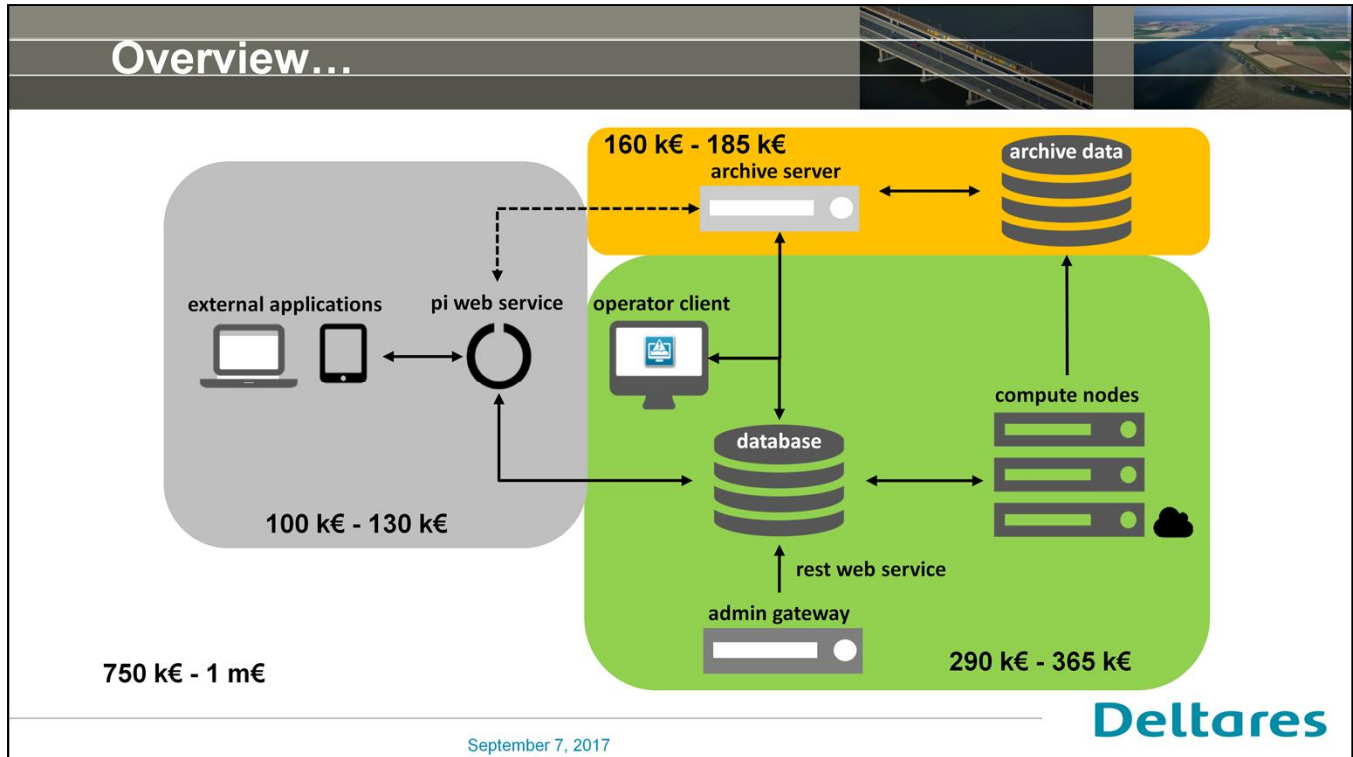 Overview…
160 k€ - 185 k€
archive server
archive data
external applications
pi web service
operator client
compute nodes
database
100 k€ - 130 k€
rest web service
admin gateway
290 k€ - 365 k€
750 k€ - 1 m€
Deltares
September 7, 2017